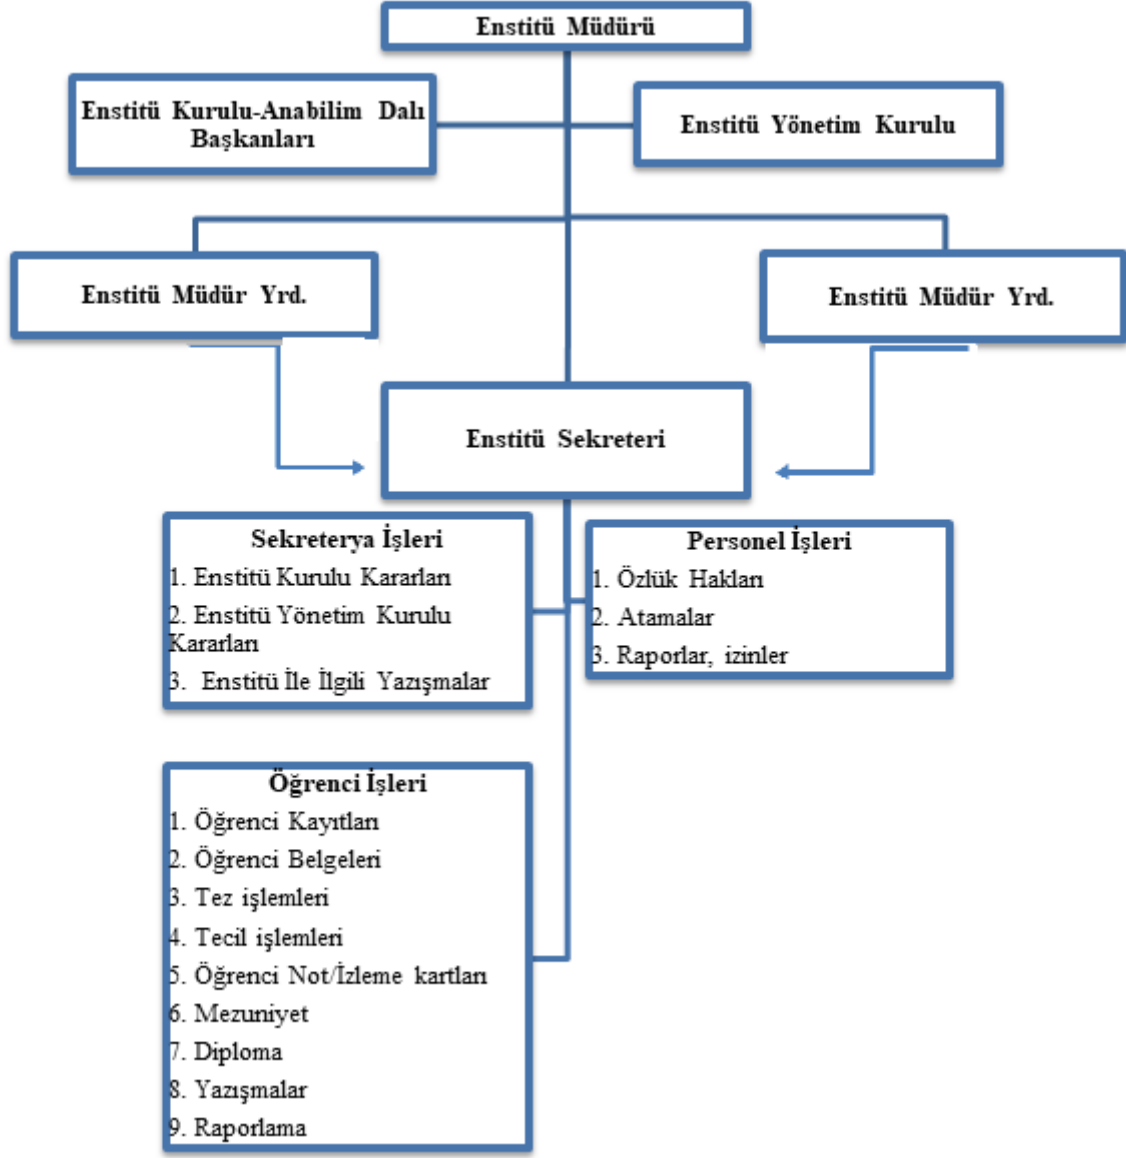 Enstitü Müdürü
Enstitü Kurulu-Anabilim Dalı
Başkanları
Enstitü Yönetim Kurulu
Enstitü Müdür Yrd.
Enstitü Müdür Yrd.
Enstitü Sekreteri
Sekreterya İşleri
1. Enstitü Kurulu Kararları
2. Enstitü Yönetim Kurulu
Kararları
3. Enstitü İle İlgili Yazışmalar
Personel İşleri
1. Özlük Hakları
2. Atamalar
3. Raporlar, izinler
Öğrenci İşleri
1. Öğrenci Kayıtları
2. Öğrenci Belgeleri
3. Tez işlemleri
4. Tecil işlemleri
5. Öğrenci Not/İzleme kartları
6. Mezuniyet
7. Diploma
8. Yazışmalar
9. Raporlama